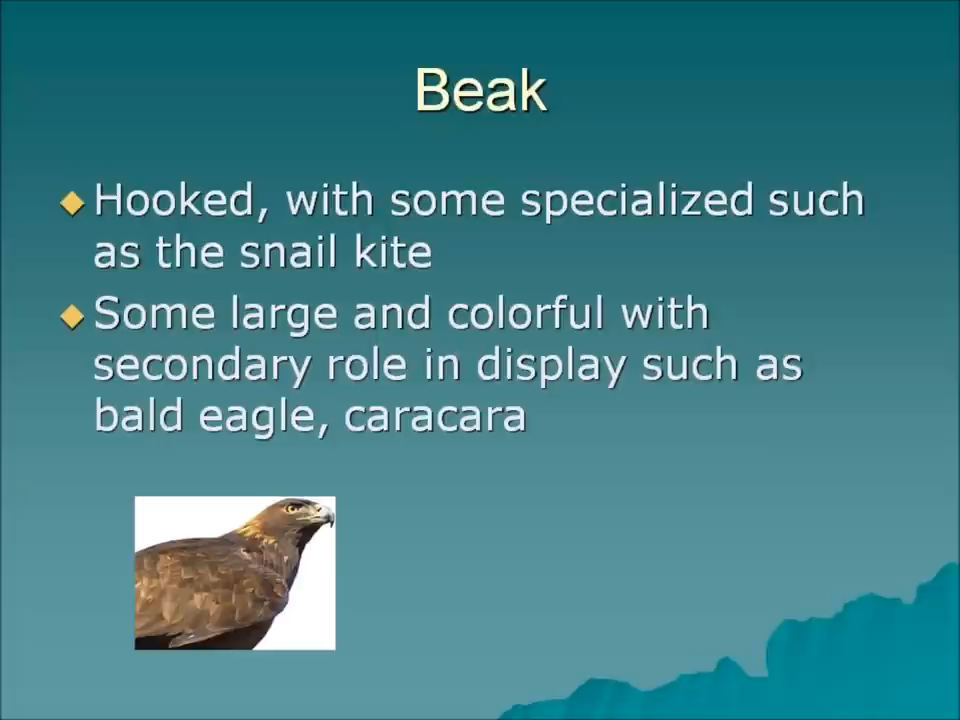 Beak
Hooked, with some specialized such
as the snail kite
Some large and colorful with
secondary role in display such as
bald eagle, caracara